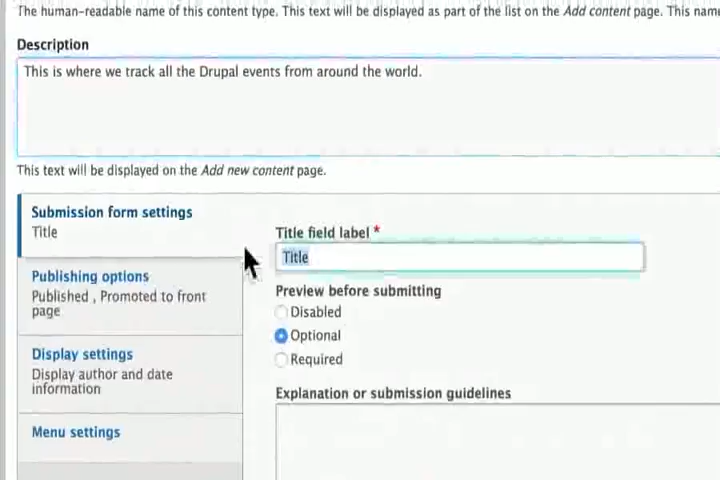 The human-readable name of this content type. This text will be displayed as part of the list on the Add content page. This name
Description
This is where we track all the Drupal events from around the world.
This text will be displayed on the Add new content page.
Submission form settings
Title
Publishing options
Published , Promoted to front
page
Display settings
Display author and date
information
Menu settings
Title field label *
Title
Preview before submitting
Disabled
Optional
Required
Explanation or submission guidelines